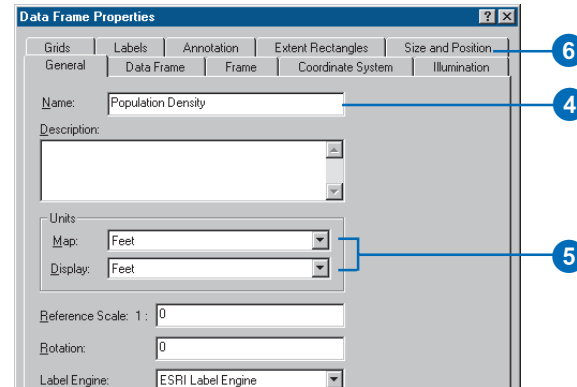 Data Frame Properties
Grids Labels Annotation Extent Rectangles Size and Position 6
General Data Frame Frame Coordinate System Illumination
Name: Population Density 4
Description:
Units
Map: Feet
Display: Feet 5
Reference Scale: 1 : 0
Rotation: 0
Label Engine: ESRI Label Engine